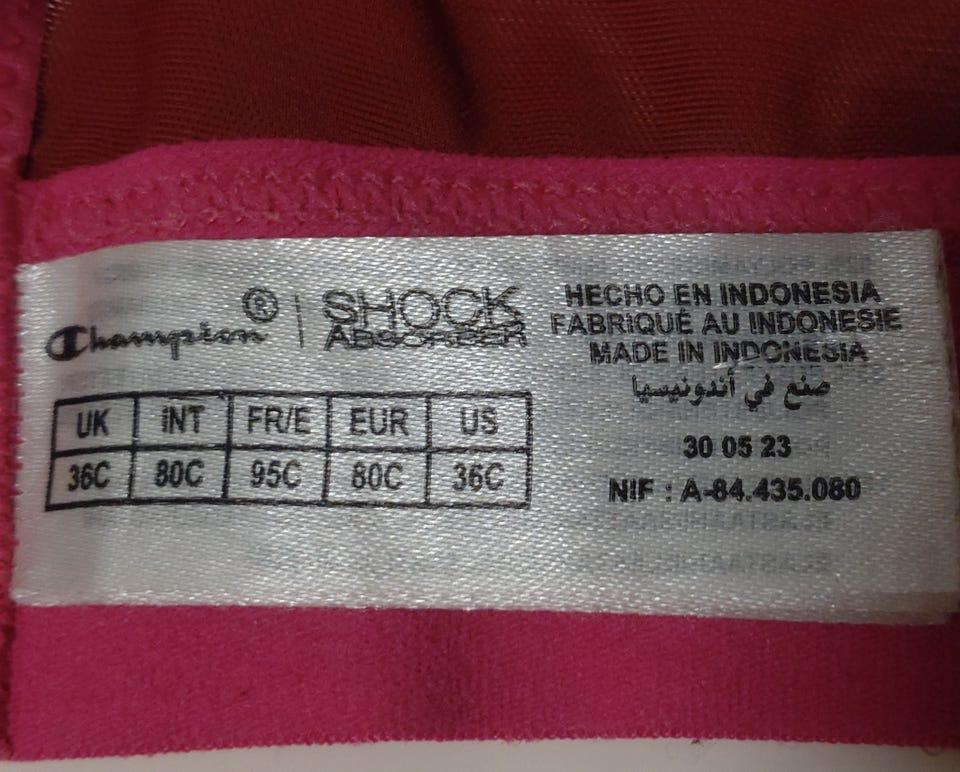 Champion® | SHOCK ABSORBER
UK INT FR/E EUR US
36C 80C 95C 80C 36C
HECHO EN INDONESIA
FABRIQUÉ AU INDONESIE
MADE IN INDONESIA
صنع في أندونيسيا
30 05 23
NIF : A-84.435.080